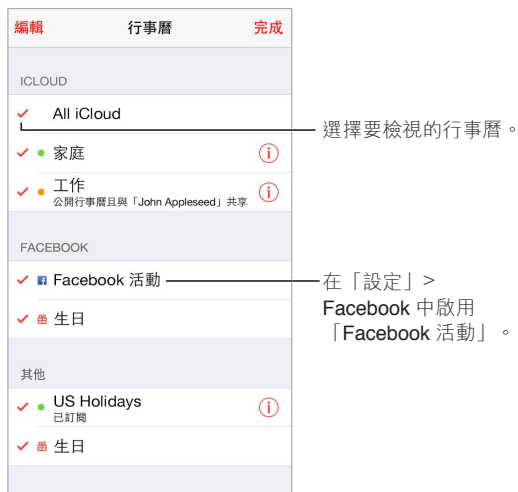 編輯 行事曆 完成
ICLOUD
All iCloud
選擇要檢視的行事曆。
家庭
工作
公開行事曆且與「John Appleseed」共享
FACEBOOK
Facebook 活動
在「設定」>
Facebook 中啟用
「Facebook 活動」。
生日
其他
US Holidays
已訂閱
生日